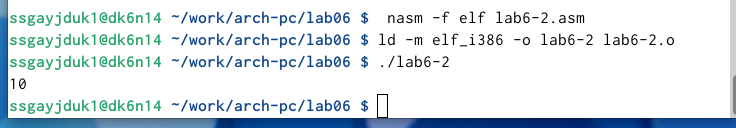 ssgayjduk1@dk6n14 ~/work/arch-pc/lab06 $  nasm -f elf lab6-2.asm
ssgayjduk1@dk6n14 ~/work/arch-pc/lab06 $ ld -m elf_i386 -o lab6-2 lab6-2.o
ssgayjduk1@dk6n14 ~/work/arch-pc/lab06 $ ./lab6-2
10
ssgayjduk1@dk6n14 ~/work/arch-pc/lab06 $